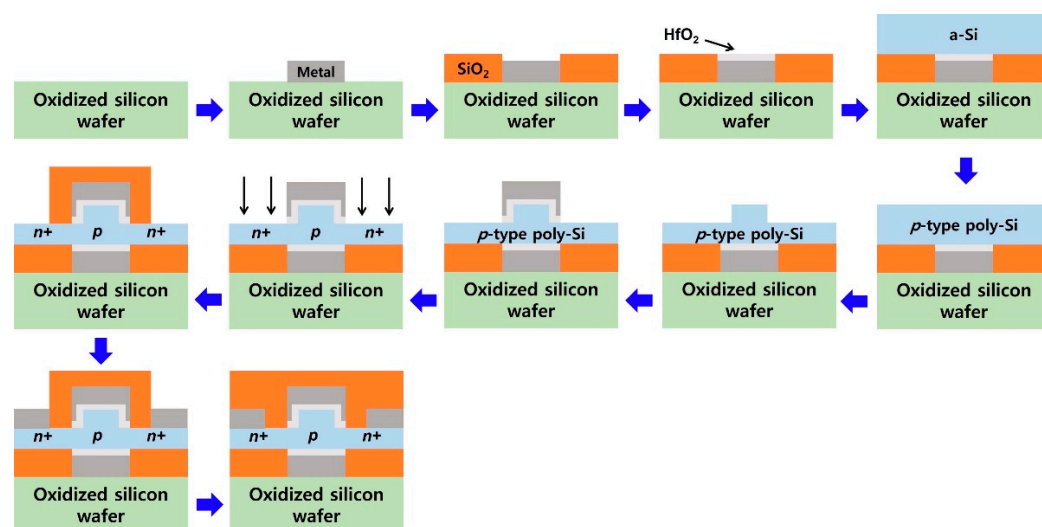 Oxidized silicon
wafer
Metal
Oxidized silicon
wafer
SiO₂
Oxidized silicon
wafer
HfO₂
Oxidized silicon
wafer
a-Si
Oxidized silicon
wafer
n+ p n+
Oxidized silicon
wafer
n+ p n+
Oxidized silicon
wafer
p-type poly-Si
Oxidized silicon
wafer
p-type poly-Si
Oxidized silicon
wafer
p-type poly-Si
Oxidized silicon
wafer
n+ p n+
Oxidized silicon
wafer
n+ p n+
Oxidized silicon
wafer